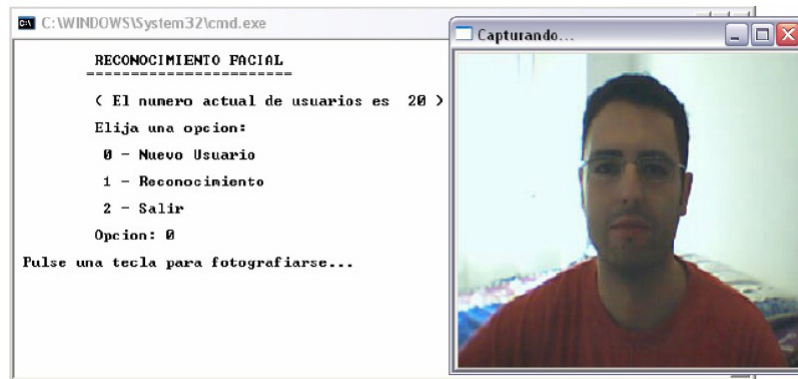 C:\WINDOWS\System32\cmd.exe
RECONOCIMIENTO FACIAL
========================
( El numero actual de usuarios es 20 )
Elija una opcion:
0 - Nuevo Usuario
1 - Reconocimiento
2 - Salir
Opcion: 0
Pulse una tecla para fotografiarse...
Capturando...